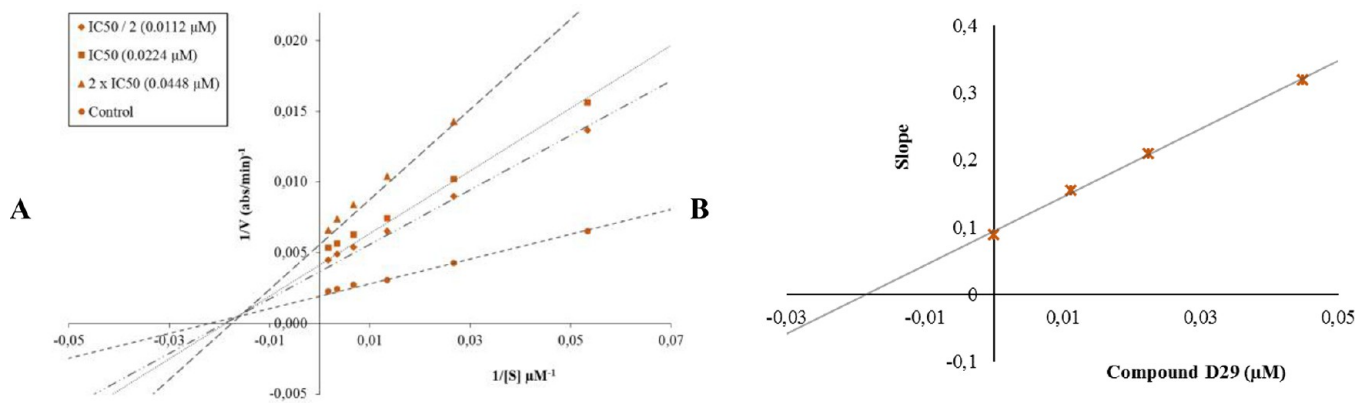 A
IC50 / 2 (0.0112 µM)
IC50 (0.0224 µM)
2 x IC50 (0.0448 µM)
Control
1/V (abs/min)⁻¹
0,020
0,015
0,010
0,005
0,000
-0,005
-0,05
-0,03
-0,01
0,01
0,03
0,05
0,07
1/[S] µM⁻¹
B
Slope
0,4
0,3
0,2
0,1
0
-0,1
-0,03
-0,01
0,01
0,03
0,05
Compound D29 (µM)